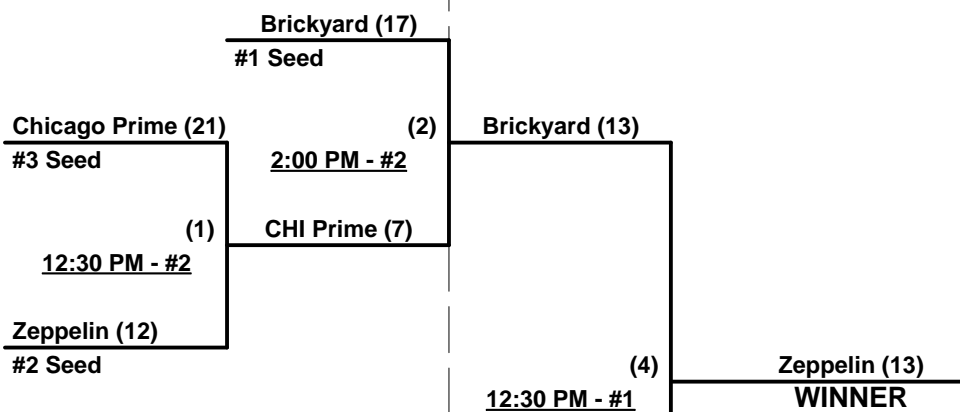 Brickyard (17)
#1 Seed
Chicago Prime (21)
#3 Seed
(2)
2:00 PM - #2
Brickyard (13)
(1)
12:30 PM - #2
CHI Prime (7)
Zeppelin (12)
#2 Seed
(4)
12:30 PM - #1
Zeppelin (13)
WINNER